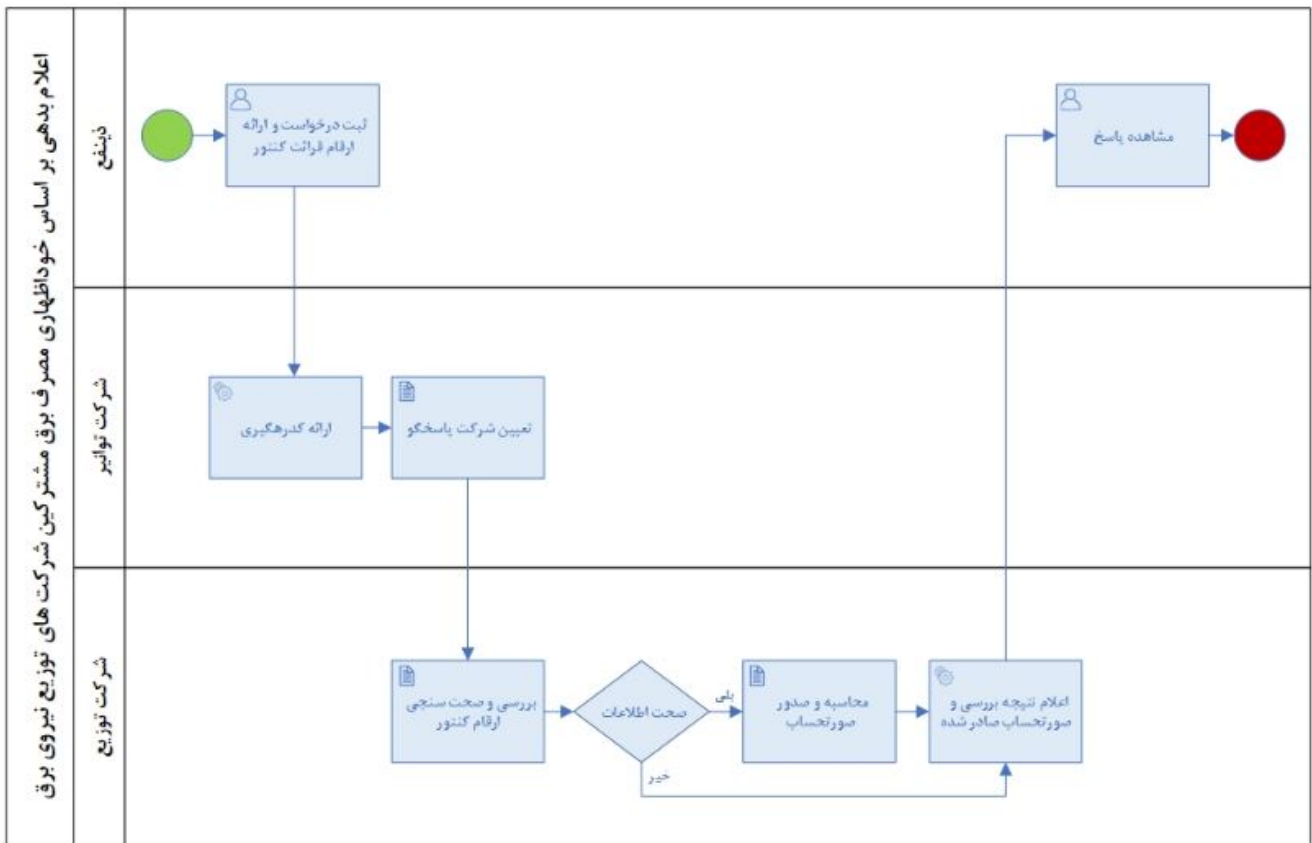 اعلام بدهی بر اساس خوداظهاری مصرف برق مشترکین شرکت های توزیع نیروی برق
ذینفع
ثبت درخواست و ارائه
ارقام قرائت کنتور
مشاهده پاسخ
شرکت توانیر
ارائه کدرهگیری
تعیین شرکت پاسخگو
شرکت توزیع
بررسی و صحت سنجی
ارقام کنتور
صحت اطلاعات
بلی
خیر
محاسبه و صدور
صورتحساب
اعلام نتیجه بررسی و
صورتحساب صادر شده